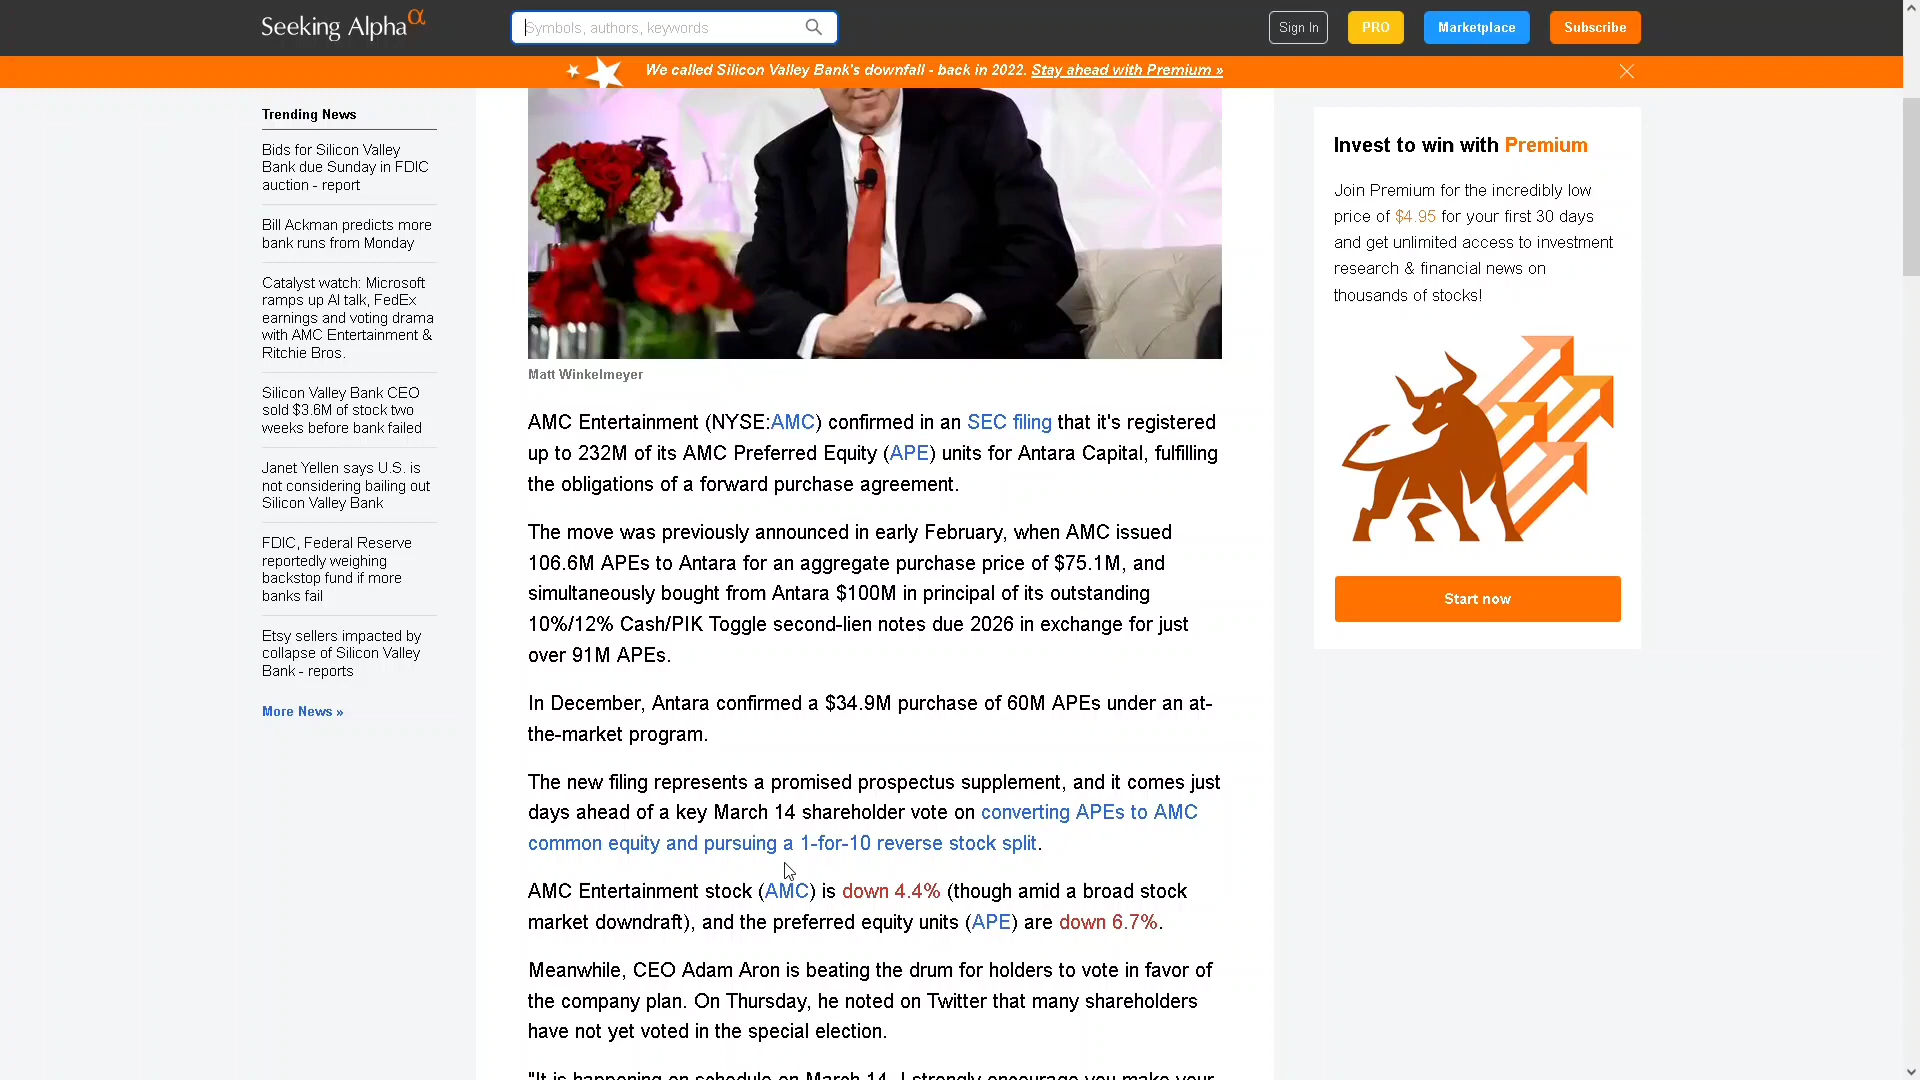 Seeking Alpha α
Symbols, authors, keywords
Sign In
PRO
Marketplace
Subscribe
We called Silicon Valley Bank's downfall - back in 2022. Stay ahead with Premium »
Trending News
Bids for Silicon Valley
Bank due Sunday in FDIC
auction - report
Bill Ackman predicts more
bank runs from Monday
Catalyst watch: Microsoft
ramps up AI talk, FedEx
earnings and voting drama
with AMC Entertainment &
Ritchie Bros.
Silicon Valley Bank CEO
sold $3.6M of stock two
weeks before bank failed
Janet Yellen says U.S. is
not considering bailing out
Silicon Valley Bank
FDIC, Federal Reserve
reportedly weighing
backstop fund if more
banks fail
Etsy sellers impacted by
collapse of Silicon Valley
Bank - reports
More News »
Matt Winkelmeyer
AMC Entertainment (NYSE:AMC) confirmed in an SEC filing that it's registered
up to 232M of its AMC Preferred Equity (APE) units for Antara Capital, fulfilling
the obligations of a forward purchase agreement.
The move was previously announced in early February, when AMC issued
106.6M APEs to Antara for an aggregate purchase price of $75.1M, and
simultaneously bought from Antara $100M in principal of its outstanding
10%/12% Cash/PIK Toggle second-lien notes due 2026 in exchange for just
over 91M APEs.
In December, Antara confirmed a $34.9M purchase of 60M APEs under an at-
the-market program.
The new filing represents a promised prospectus supplement, and it comes just
days ahead of a key March 14 shareholder vote on converting APEs to AMC
common equity and pursuing a 1-for-10 reverse stock split.
AMC Entertainment stock (AMC) is down 4.4% (though amid a broad stock
market downdraft), and the preferred equity units (APE) are down 6.7%.
Meanwhile, CEO Adam Aron is beating the drum for holders to vote in favor of
the company plan. On Thursday, he noted on Twitter that many shareholders
have not yet voted in the special election.
"It is happening on schedule on March 14. I strongly encourage you make your
Invest to win with Premium
Join Premium for the incredibly low
price of $4.95 for your first 30 days
and get unlimited access to investment
research & financial news on
thousands of stocks!
Start now